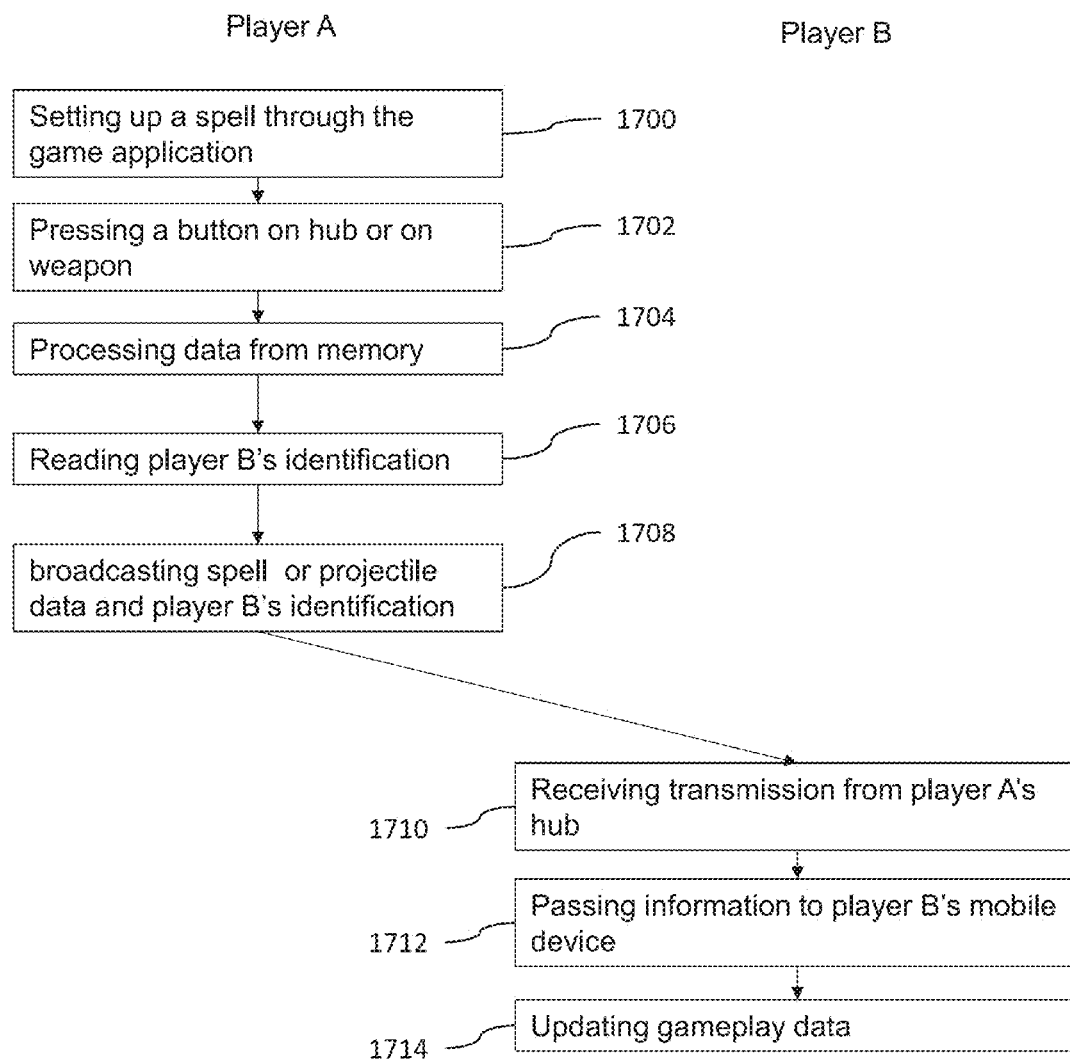 Player A
Player B
Setting up a spell through the
game application
1700
Pressing a button on hub or on
weapon
1702
Processing data from memory
1704
Reading player B's identification
1706
broadcasting spell or projectile
data and player B's identification
1708
Receiving transmission from player A's
hub
1710
Passing information to player B's mobile
device
1712
Updating gameplay data
1714